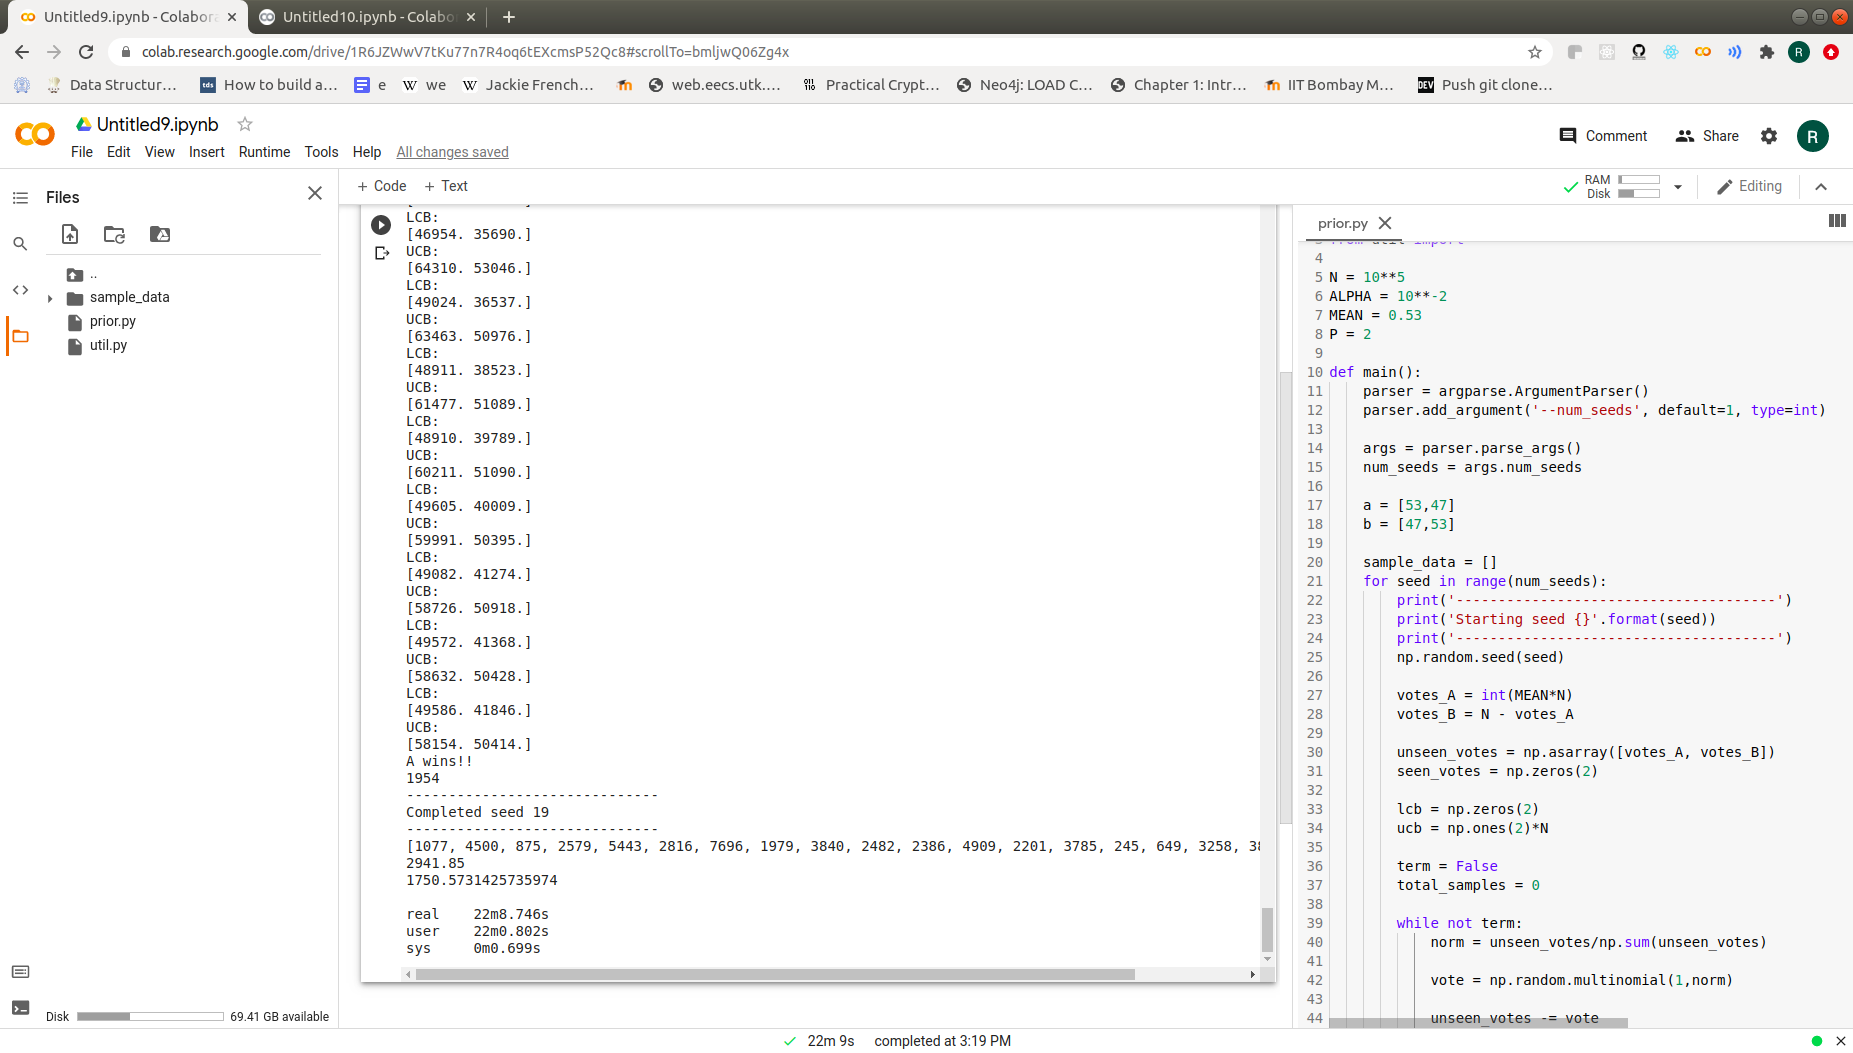 Untitled9.ipynb - Colabora
Untitled10.ipynb - Colabo
colab.research.google.com/drive/1R6JZWwV7tKu77n7R4oq6tEXcmsP52Qc8#scrollTo=bmljwQ06Zg4x
R
Data Structur...
tds How to build a...
e
W we
W Jackie French...
web.eecs.utk....
Practical Crypt...
Neo4j: LOAD C...
Chapter 1: Intr...
IIT Bombay M...
DEV Push git clone...
Untitled9.ipynb
File Edit View Insert Runtime Tools Help All changes saved
Comment Share R
Files
..
sample_data
prior.py
util.py
Disk 69.41 GB available
+ Code + Text
RAM
Disk
Editing
LCB:
[46954. 35690.]
UCB:
[64310. 53046.]
LCB:
[49024. 36537.]
UCB:
[63463. 50976.]
LCB:
[48911. 38523.]
UCB:
[61477. 51089.]
LCB:
[48910. 39789.]
UCB:
[60211. 51090.]
LCB:
[49605. 40009.]
UCB:
[59991. 50395.]
LCB:
[49082. 41274.]
UCB:
[58726. 50918.]
LCB:
[49572. 41368.]
UCB:
[58632. 50428.]
LCB:
[49586. 41846.]
UCB:
[58154. 50414.]
A wins!!
1954
------------------------------
Completed seed 19
------------------------------
[1077, 4500, 875, 2579, 5443, 2816, 7696, 1979, 3840, 2482, 2386, 4909, 2201, 3785, 245, 649, 3258, 38
2941.85
1750.5731425735974
real 22m8.746s
user 22m0.802s
sys 0m0.699s
prior.py
3 from util import
4
5 N = 10**5
6 ALPHA = 10**-2
7 MEAN = 0.53
8 P = 2
9
10 def main():
11 parser = argparse.ArgumentParser()
12 parser.add_argument('--num_seeds', default=1, type=int)
13
14 args = parser.parse_args()
15 num_seeds = args.num_seeds
16
17 a = [53,47]
18 b = [47,53]
19
20 sample_data = []
21 for seed in range(num_seeds):
22 print('--------------------------------------')
23 print('Starting seed {}'.format(seed))
24 print('--------------------------------------')
25 np.random.seed(seed)
26
27 votes_A = int(MEAN*N)
28 votes_B = N - votes_A
29
30 unseen_votes = np.asarray([votes_A, votes_B])
31 seen_votes = np.zeros(2)
32
33 lcb = np.zeros(2)
34 ucb = np.ones(2)*N
35
36 term = False
37 total_samples = 0
38
39 while not term:
40 norm = unseen_votes/np.sum(unseen_votes)
41
42 vote = np.random.multinomial(1,norm)
43
44 unseen_votes -= vote
22m 9s completed at 3:19 PM